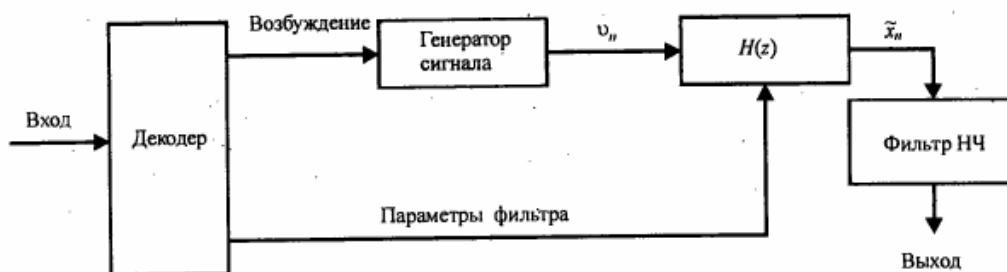 Возбуждение
Генератор
сигнала
υₙ
H(z)
x̃ₙ
Вход
Декодер
Фильтр НЧ
Параметры фильтра
Выход